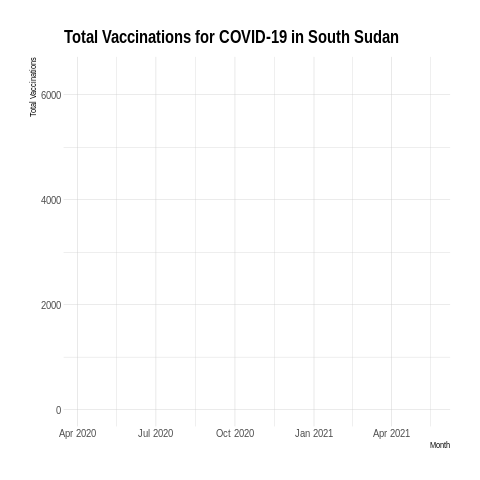 Total Vaccinations for COVID-19 in South Sudan
Total Vaccinations
6000
4000
2000
0
Apr 2020 Jul 2020 Oct 2020 Jan 2021 Apr 2021
Month